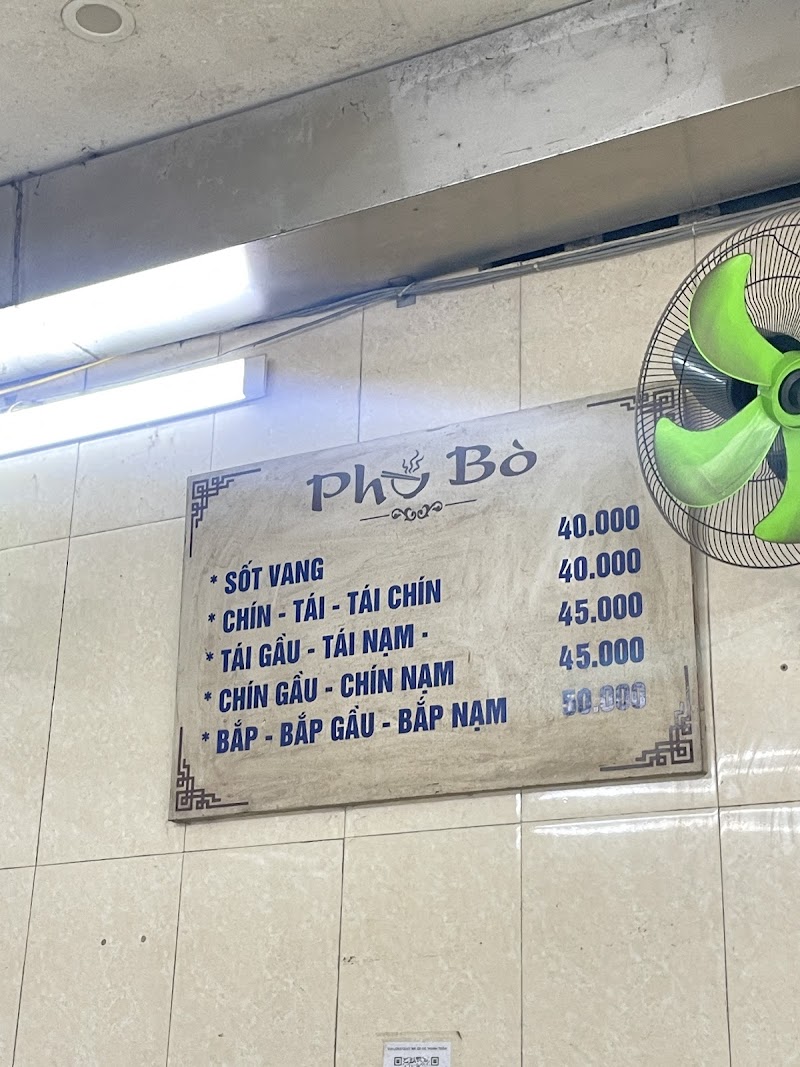 Phở Bò
* SỐT VANG 40.000
* CHÍN - TÁI - TÁI CHÍN 40.000
* TÁI GẦU - TÁI NẠM - 45.000
* CHÍN GẦU - CHÍN NẠM 45.000
* BẮP - BẮP GẦU - BẮP NẠM 50.000